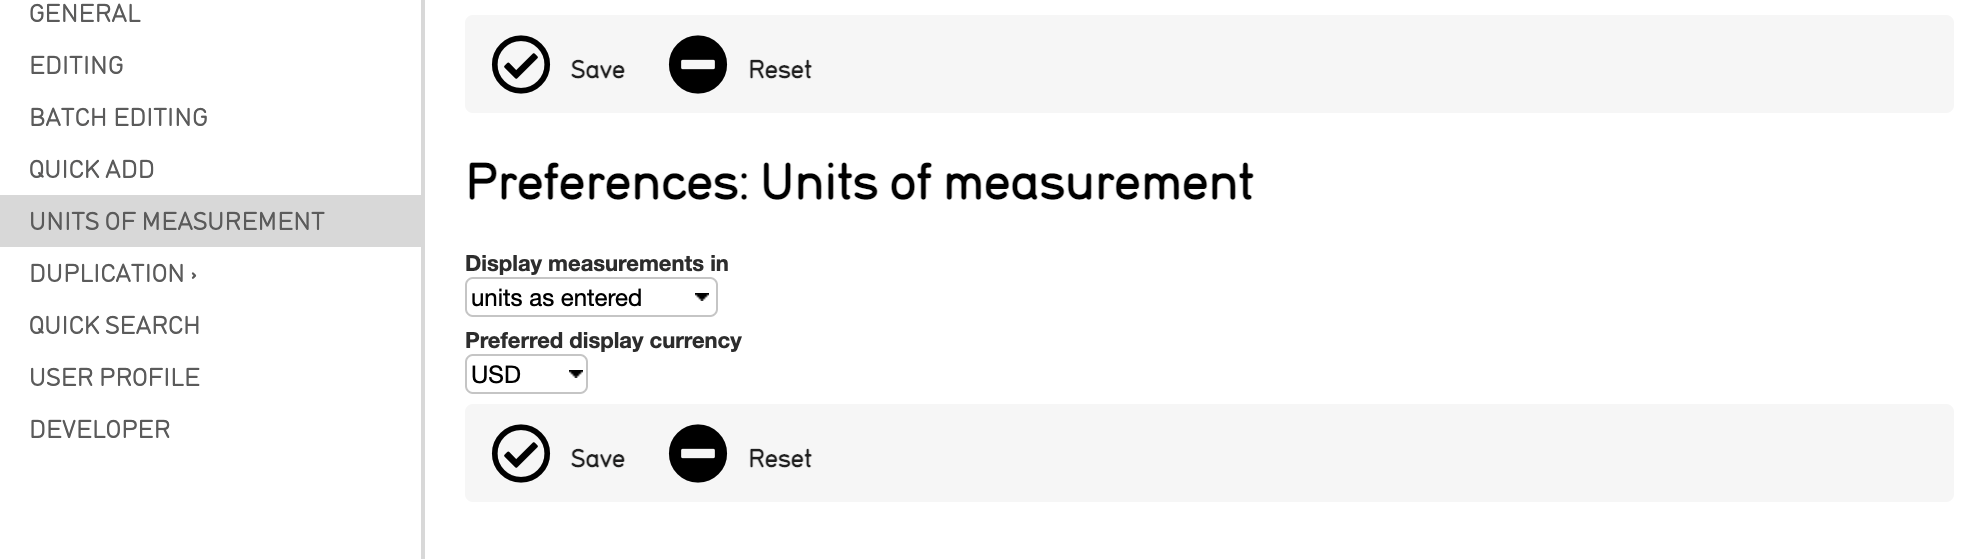 GENERAL
EDITING
BATCH EDITING
QUICK ADD
UNITS OF MEASUREMENT
DUPLICATION ›
QUICK SEARCH
USER PROFILE
DEVELOPER
Save Reset
Preferences: Units of measurement
Display measurements in
units as entered
Preferred display currency
USD
Save Reset